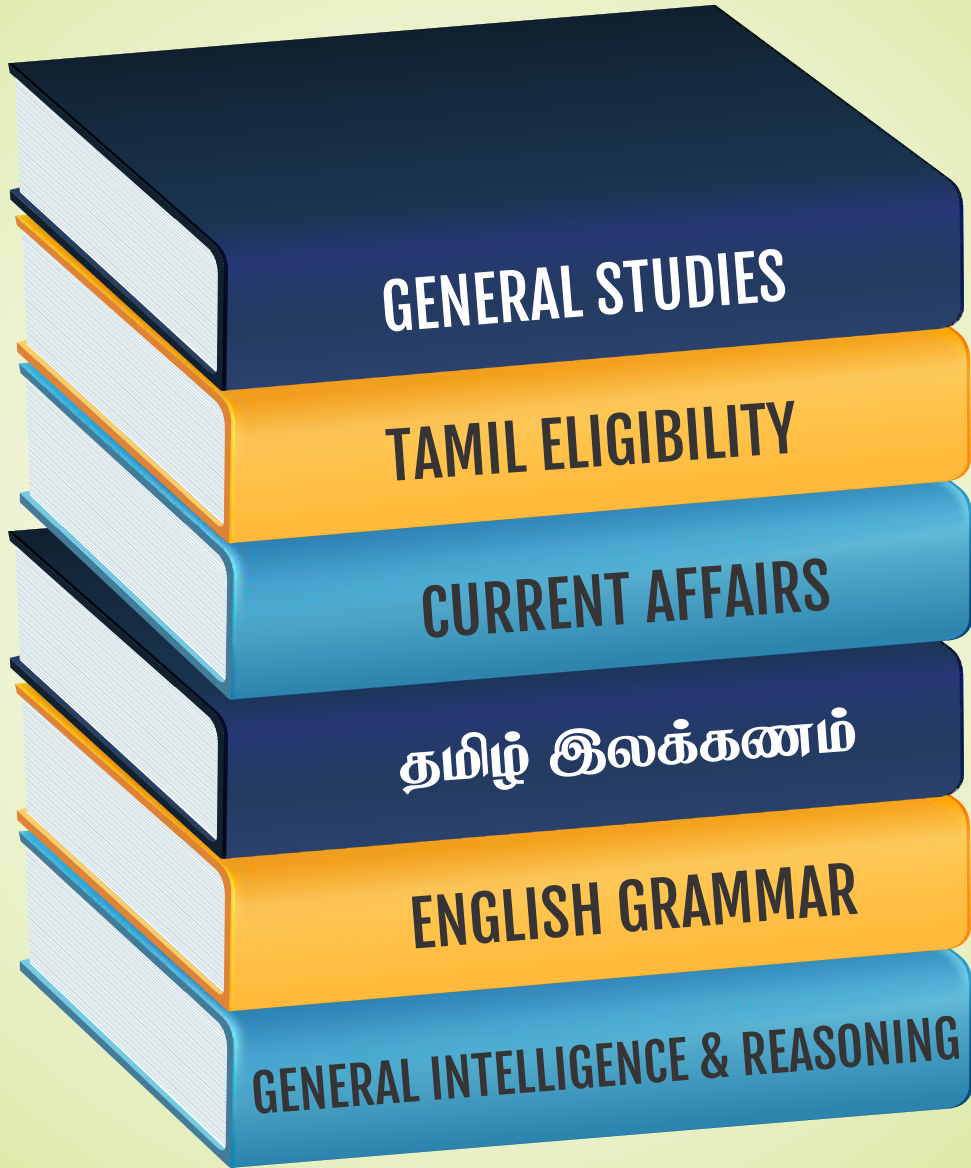 GENERAL STUDIES
TAMIL ELIGIBILITY
CURRENT AFFAIRS
தமிழ் இலக்கணம்
ENGLISH GRAMMAR
GENERAL INTELLIGENCE & REASONING